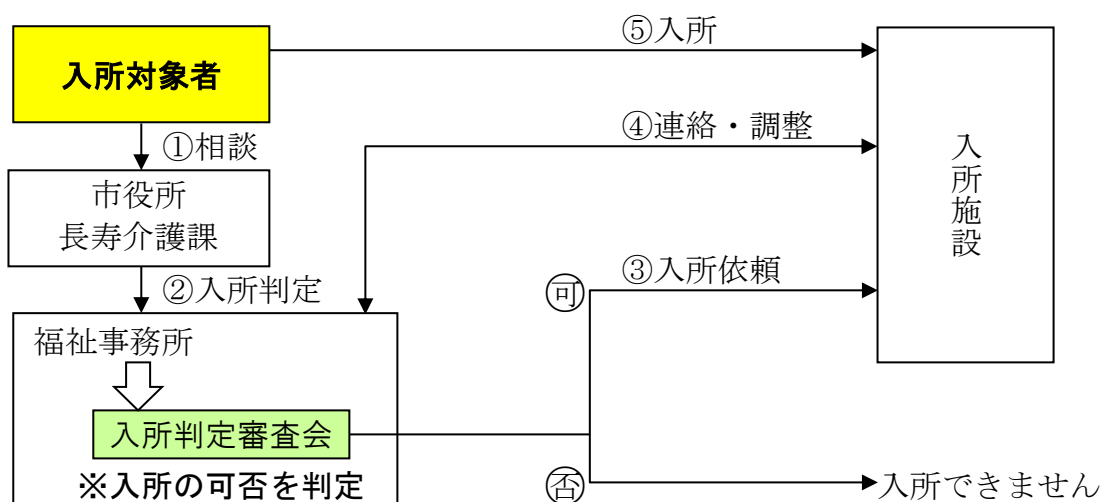 ⑤入所
入所対象者
④連絡・調整
①相談
市役所
長寿介護課
入所施設
②入所判定
可
③入所依頼
福祉事務所
入所判定審査会
※入所の可否を判定
否
入所できません